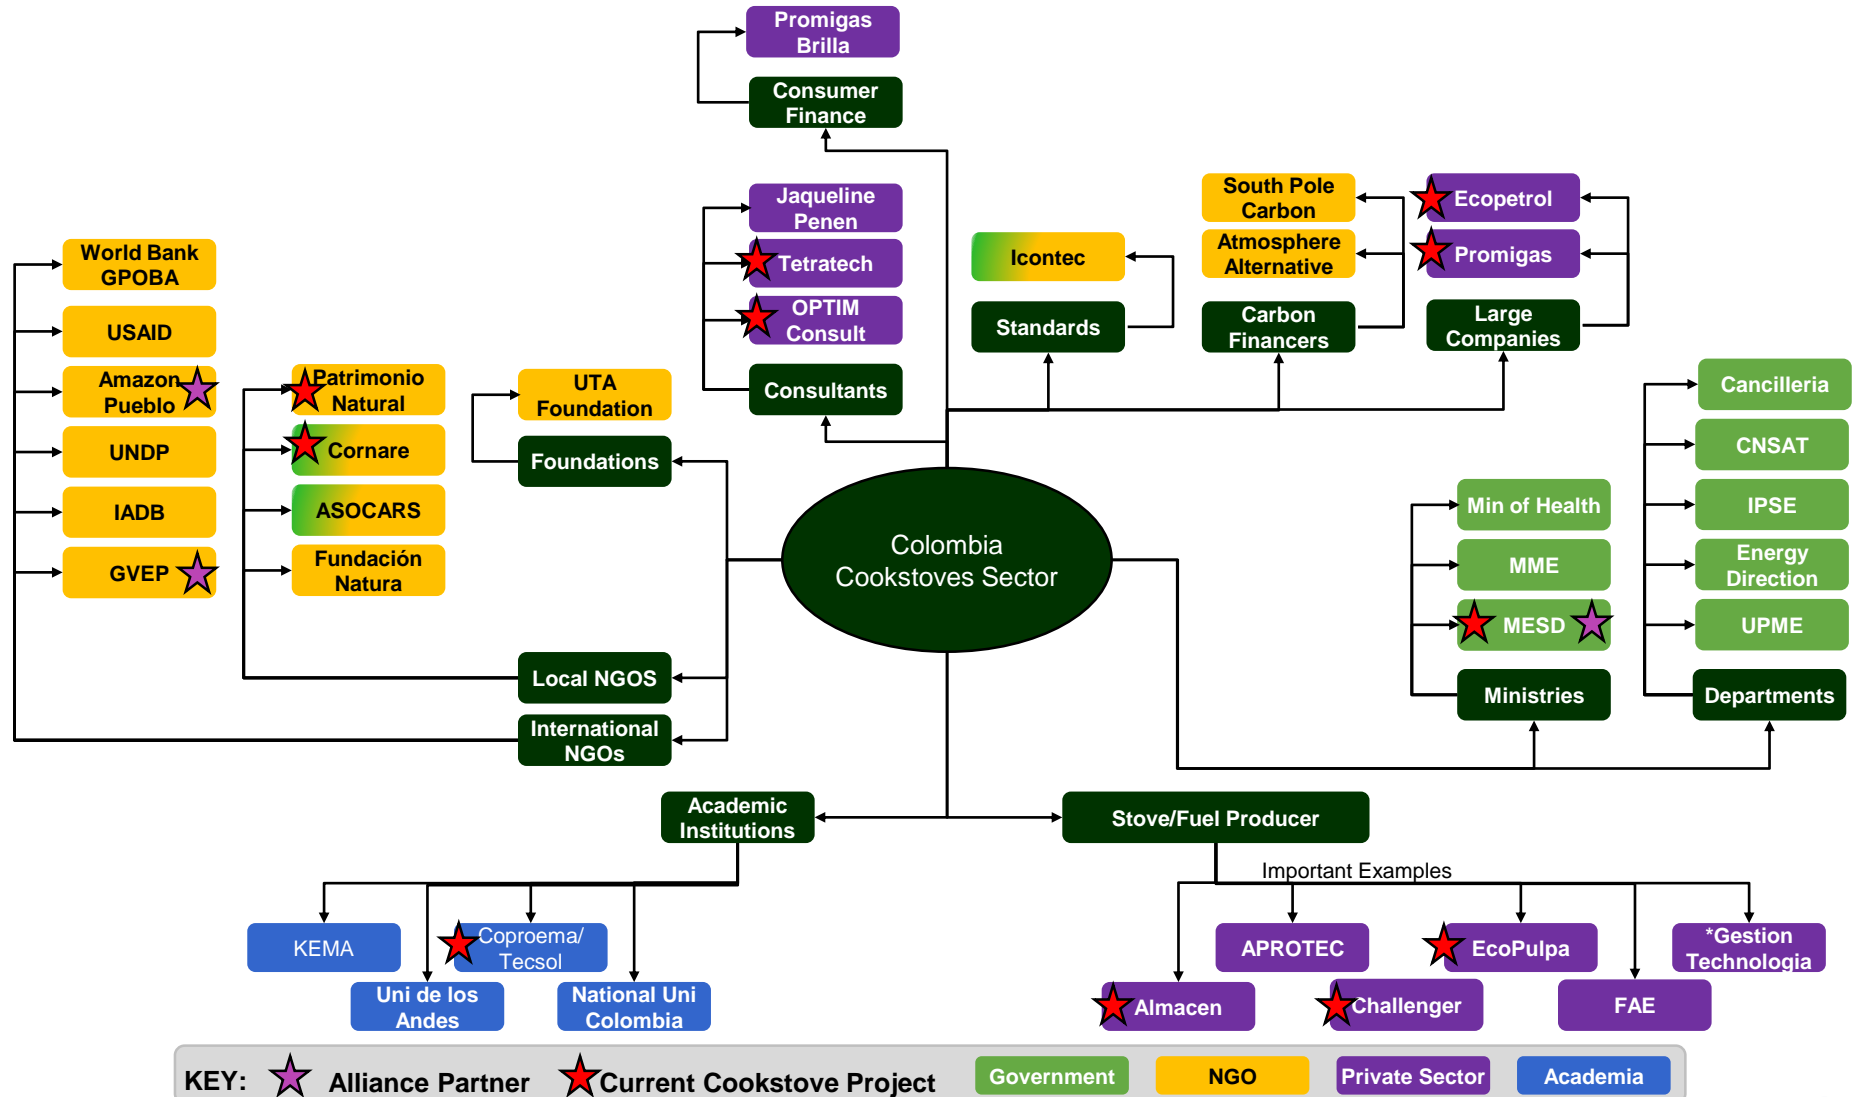 Promigas
Brilla
Consumer
Finance
Jaqueline
Penen
Tetratech
OPTIM
Consult
Consultants
Icontec
Standards
South Pole
Carbon
Atmosphere
Alternative
Carbon
Financers
Ecopetrol
Promigas
Large
Companies
World Bank
GPOBA
USAID
Amazon
Pueblo
UNDP
IADB
GVEP
Patrimonio
Natural
Cornare
ASOCARS
Fundación
Natura
UTA
Foundation
Foundations
Local NGOS
International
NGOs
Colombia
Cookstoves Sector
Min of Health
MME
MESD
Ministries
Cancilleria
CNSAT
IPSE
Energy
Direction
UPME
Departments
Academic
Institutions
Stove/Fuel Producer
Important Examples
KEMA
Uni de los
Andes
Coproema/
Tecsol
National Uni
Colombia
Almacen
APROTEC
Challenger
EcoPulpa
FAE
*Gestion
Technologia
KEY: Alliance Partner Current Cookstove Project Government NGO Private Sector Academia